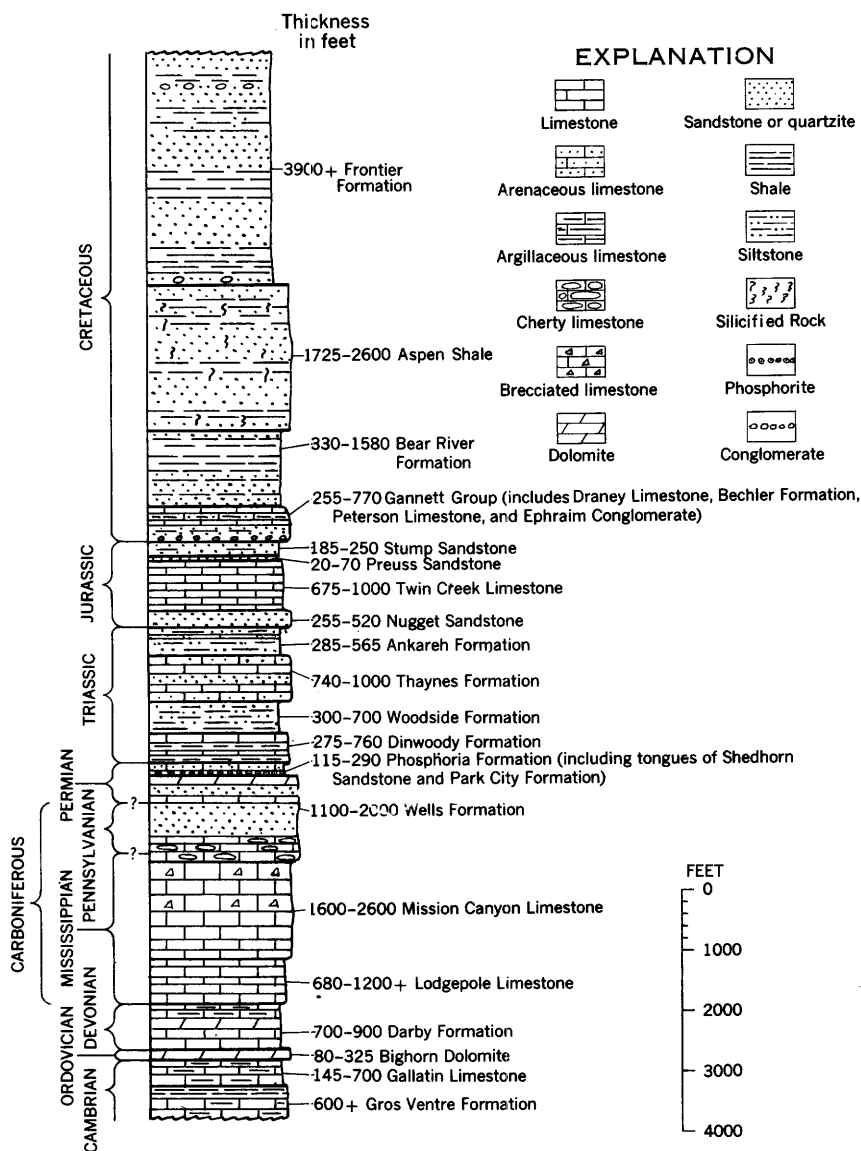 Thickness
in feet
EXPLANATION
Limestone
Sandstone or quartzite
Arenaceous limestone
Shale
Argillaceous limestone
Siltstone
Cherty limestone
Silicified Rock
Brecciated limestone
Phosphorite
Dolomite
Conglomerate
CRETACEOUS
3900+ Frontier
Formation
1725-2600 Aspen Shale
330-1580 Bear River
Formation
255-770 Gannett Group (includes Draney Limestone, Bechler Formation,
Peterson Limestone, and Ephraim Conglomerate)
JURASSIC
185-250 Stump Sandstone
20-70 Preuss Sandstone
675-1000 Twin Creek Limestone
255-520 Nugget Sandstone
TRIASSIC
285-565 Ankareh Formation
740-1000 Thaynes Formation
300-700 Woodside Formation
275-760 Dinwoody Formation
115-290 Phosphoria Formation (including tongues of Shedhorn
Sandstone and Park City Formation)
PERMIAN
?
1100-2000 Wells Formation
PENNSYLVANIAN
?
CARBONIFEROUS
MISSISSIPPIAN
1600-2600 Mission Canyon Limestone
680-1200+ Lodgepole Limestone
DEVONIAN
700-900 Darby Formation
ORDOVICIAN
80-325 Bighorn Dolomite
CAMBRIAN
145-700 Gallatin Limestone
600+ Gros Ventre Formation
FEET
0
1000
2000
3000
4000